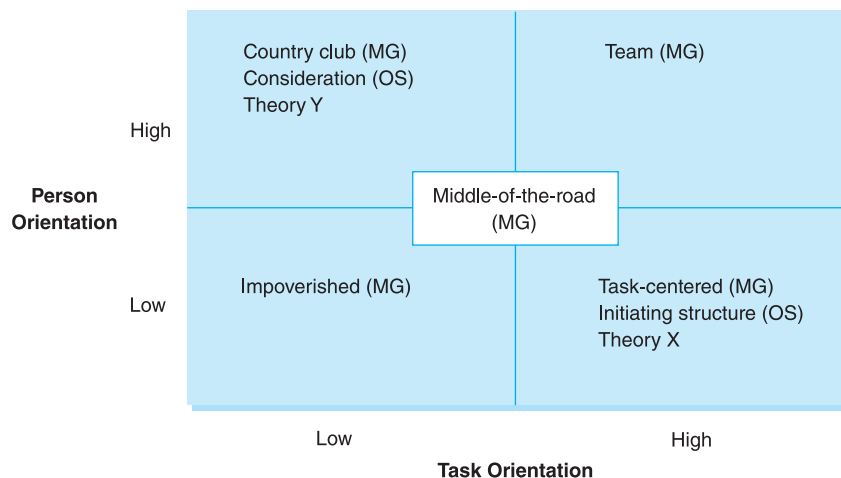 Country club (MG)
Consideration (OS)
Theory Y
Team (MG)
High
Person
Orientation
Middle-of-the-road
(MG)
Low
Impoverished (MG)
Task-centered (MG)
Initiating structure (OS)
Theory X
Low
High
Task Orientation